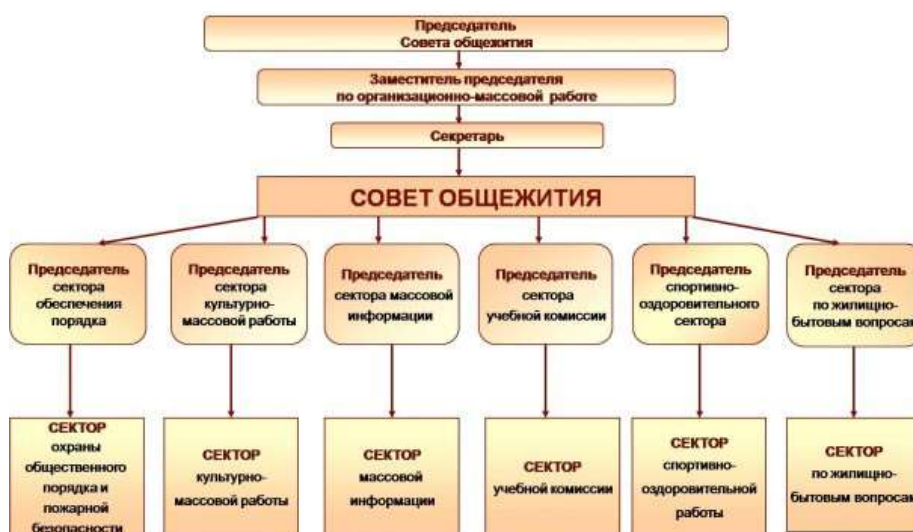 Председатель
Совета общежития
Заместитель председателя
по организационно-массовой работе
Секретарь
СОВЕТ ОБЩЕЖИТИЯ
Председатель
сектора
обеспечения
порядка
Председатель
сектора
культурно-
массовой работы
Председатель
сектора массовой
информации
Председатель
сектора
учебной комиссии
Председатель
спортивно-
оздоровительного
сектора
Председатель
сектора
по жилищно-
бытовым вопросам
СЕКТОР
охраны
общественного
порядка и
пожарной
безопасности
СЕКТОР
культурно-
массовой работы
СЕКТОР
массовой
информации
СЕКТОР
учебной комиссии
СЕКТОР
спортивно-
оздоровительной
работы
СЕКТОР
по жилищно-
бытовым вопросам